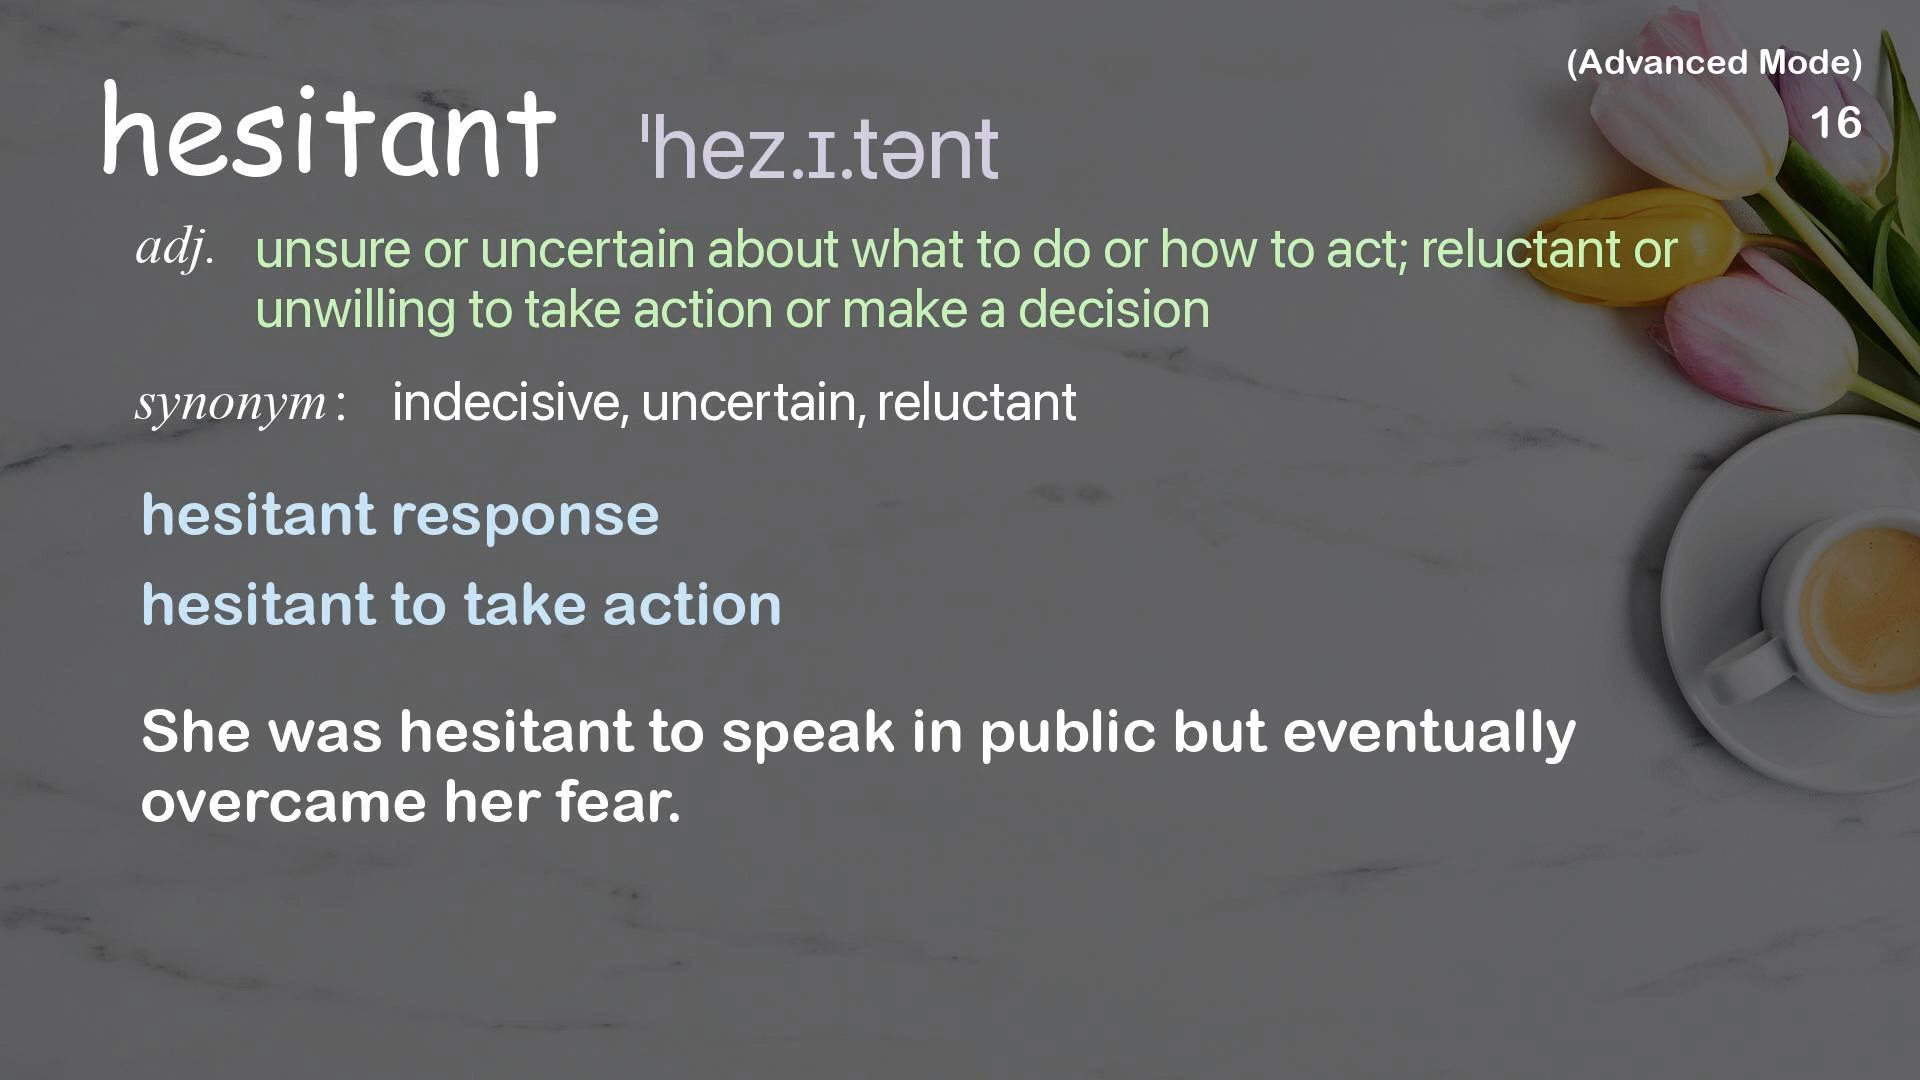 (Advanced Mode)
16
hesitant ˈhez.ɪ.tənt
adj. unsure or uncertain about what to do or how to act; reluctant or
unwilling to take action or make a decision
synonym: indecisive, uncertain, reluctant
hesitant response
hesitant to take action
She was hesitant to speak in public but eventually
overcame her fear.